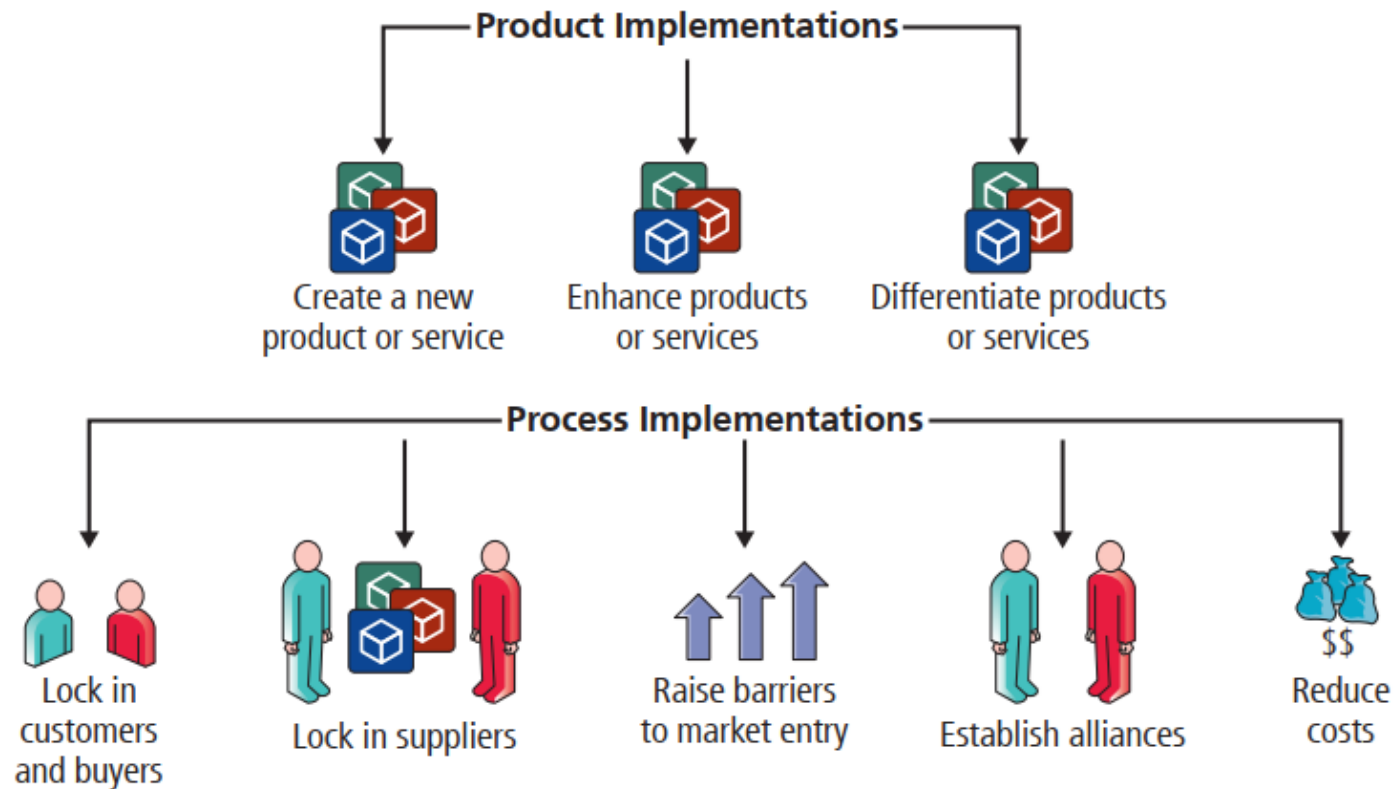 Product Implementations
Create a new
product or service
Enhance products
or services
Differentiate products
or services
Process Implementations
Lock in
customers
and buyers
Lock in suppliers
Raise barriers
to market entry
Establish alliances
$$
Reduce
costs